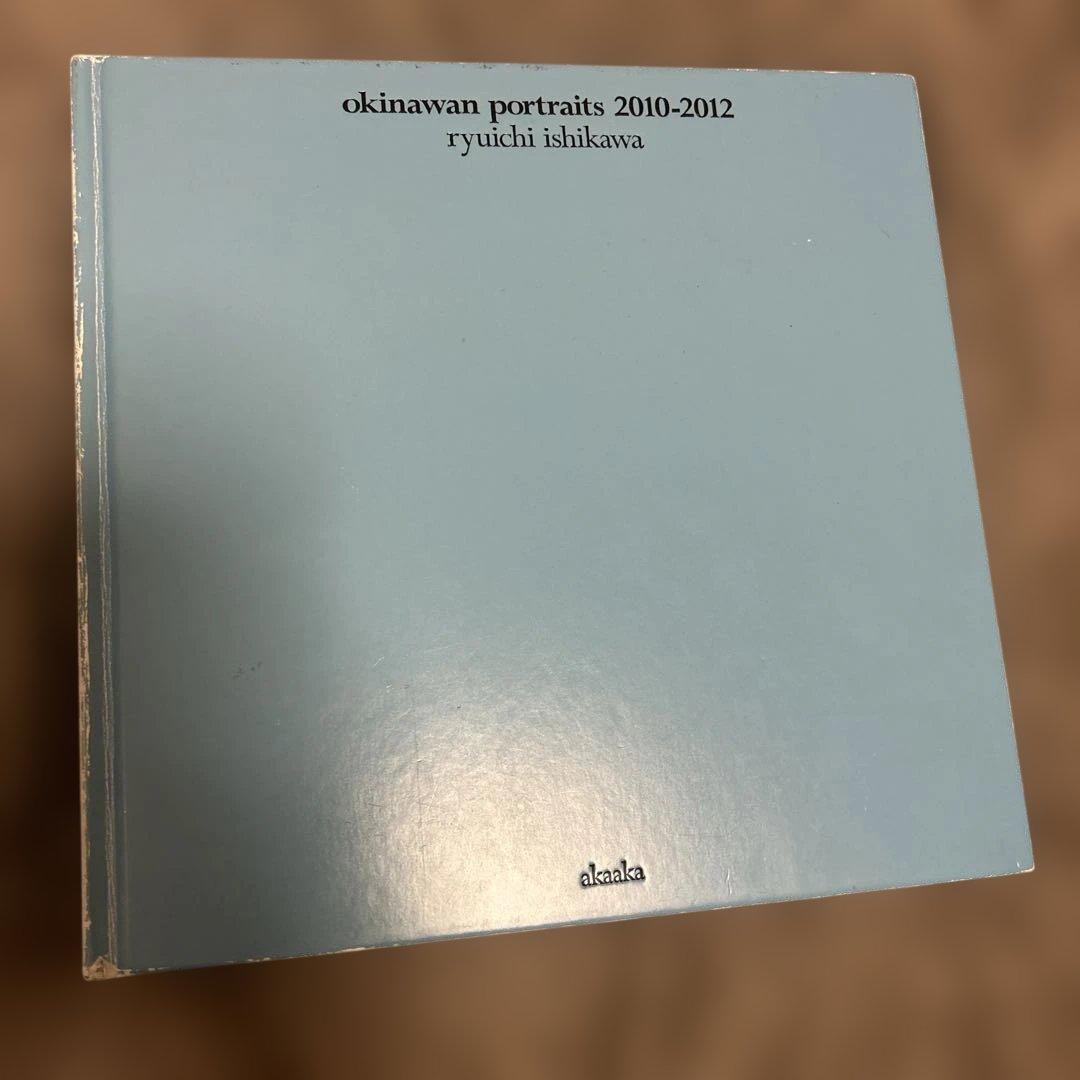 okinawan portraits 2010-2012
ryuichi ishikawa
akaaka